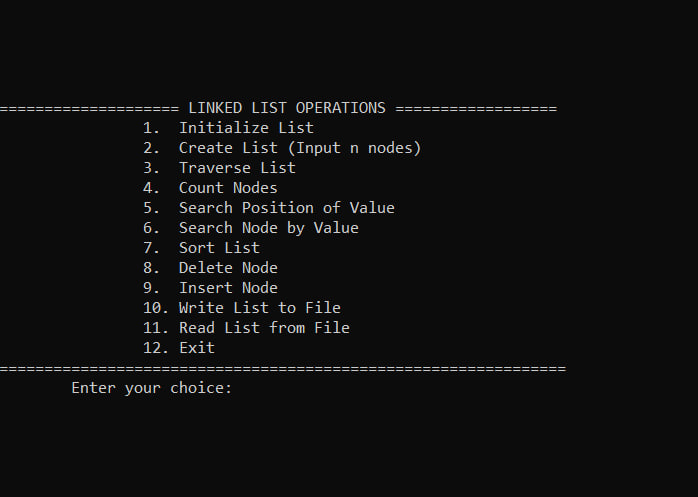 ==================== LINKED LIST OPERATIONS ==================
1. Initialize List
2. Create List (Input n nodes)
3. Traverse List
4. Count Nodes
5. Search Position of Value
6. Search Node by Value
7. Sort List
8. Delete Node
9. Insert Node
10. Write List to File
11. Read List from File
12. Exit
===============================================================
Enter your choice: